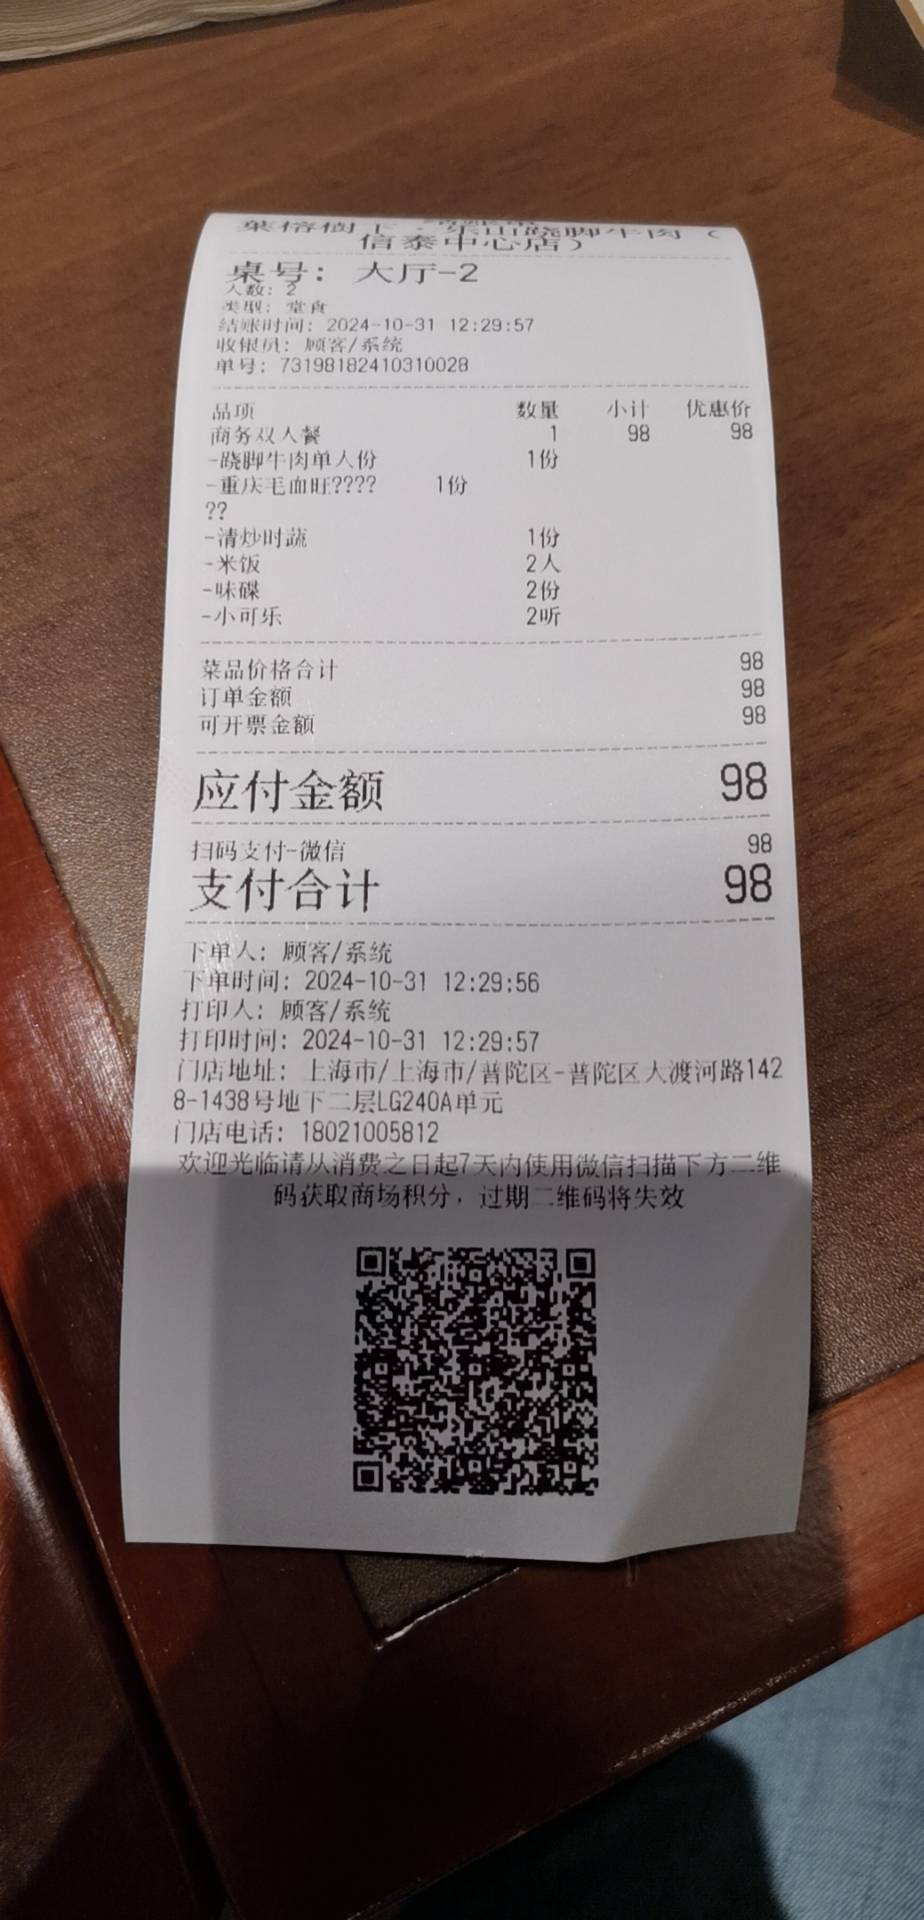 葉榕樹下·乐山跷脚牛肉（
信泰中心店）
桌号： 大厅-2
人数： 2
类型： 堂食
结账时间： 2024-10-31 12:29:57
收银员： 顾客/系统
单号： 731981824103100​28
品项 数量 小计 优惠价
商务双人餐 1 98 98
-跷脚牛肉单人份 1份
-重庆毛血旺???? 1份
??
-清炒时蔬 1份
-米饭 2人
-味碟 2份
-小可乐 2听
菜品价格合计 98
订单金额 98
可开票金额 98
应付金额 98
扫码支付-微信 98
支付合计 98
下单人： 顾客/系统
下单时间： 2024-10-31 12:29:56
打印人： 顾客/系统
打印时间： 2024-10-31 12:29:57
门店地址： 上海市/上海市/普陀区-普陀区大渡河路142
8-1438号地下二层LG240A单元
门店电话： 18021005812
欢迎光临请从消费之日起7天内使用微信扫描下方二维
码获取商场积分，过期二维码将失效